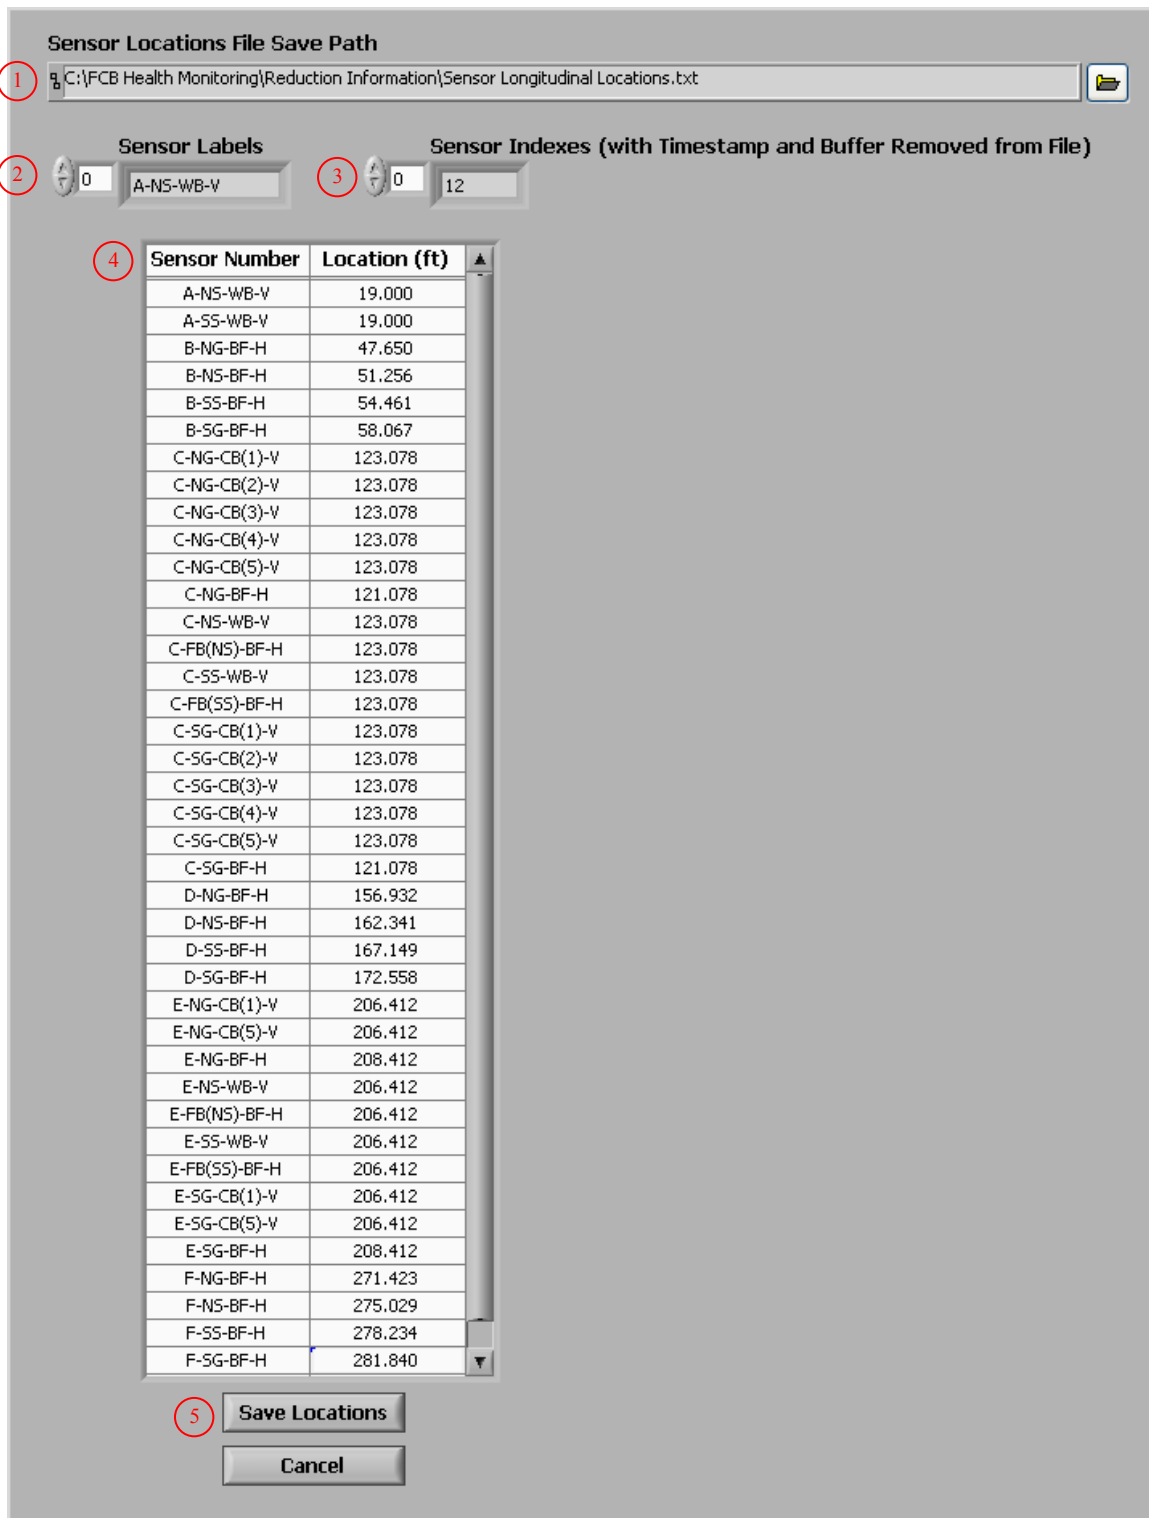 Sensor Locations File Save Path
1 C:\FCB Health Monitoring\Reduction Information\Sensor Longitudinal Locations.txt
Sensor Labels Sensor Indexes (with Timestamp and Buffer Removed from File)
2 0 A-NS-WB-V 3 0 12
4 Sensor Number Location (ft)
A-NS-WB-V 19.000
A-SS-WB-V 19.000
B-NG-BF-H 47.650
B-NS-BF-H 51.256
B-SS-BF-H 54.461
B-SG-BF-H 58.067
C-NG-CB(1)-V 123.078
C-NG-CB(2)-V 123.078
C-NG-CB(3)-V 123.078
C-NG-CB(4)-V 123.078
C-NG-CB(5)-V 123.078
C-NG-BF-H 121.078
C-NS-WB-V 123.078
C-FB(NS)-BF-H 123.078
C-SS-WB-V 123.078
C-FB(SS)-BF-H 123.078
C-SG-CB(1)-V 123.078
C-SG-CB(2)-V 123.078
C-SG-CB(3)-V 123.078
C-SG-CB(4)-V 123.078
C-SG-CB(5)-V 123.078
C-SG-BF-H 121.078
D-NG-BF-H 156.932
D-NS-BF-H 162.341
D-SS-BF-H 167.149
D-SG-BF-H 172.558
E-NG-CB(1)-V 206.412
E-NG-CB(5)-V 206.412
E-NG-BF-H 208.412
E-NS-WB-V 206.412
E-FB(NS)-BF-H 206.412
E-SS-WB-V 206.412
E-FB(SS)-BF-H 206.412
E-SG-CB(1)-V 206.412
E-SG-CB(5)-V 206.412
E-SG-BF-H 208.412
F-NG-BF-H 271.423
F-NS-BF-H 275.029
F-SS-BF-H 278.234
F-SG-BF-H 281.840
5 Save Locations
Cancel